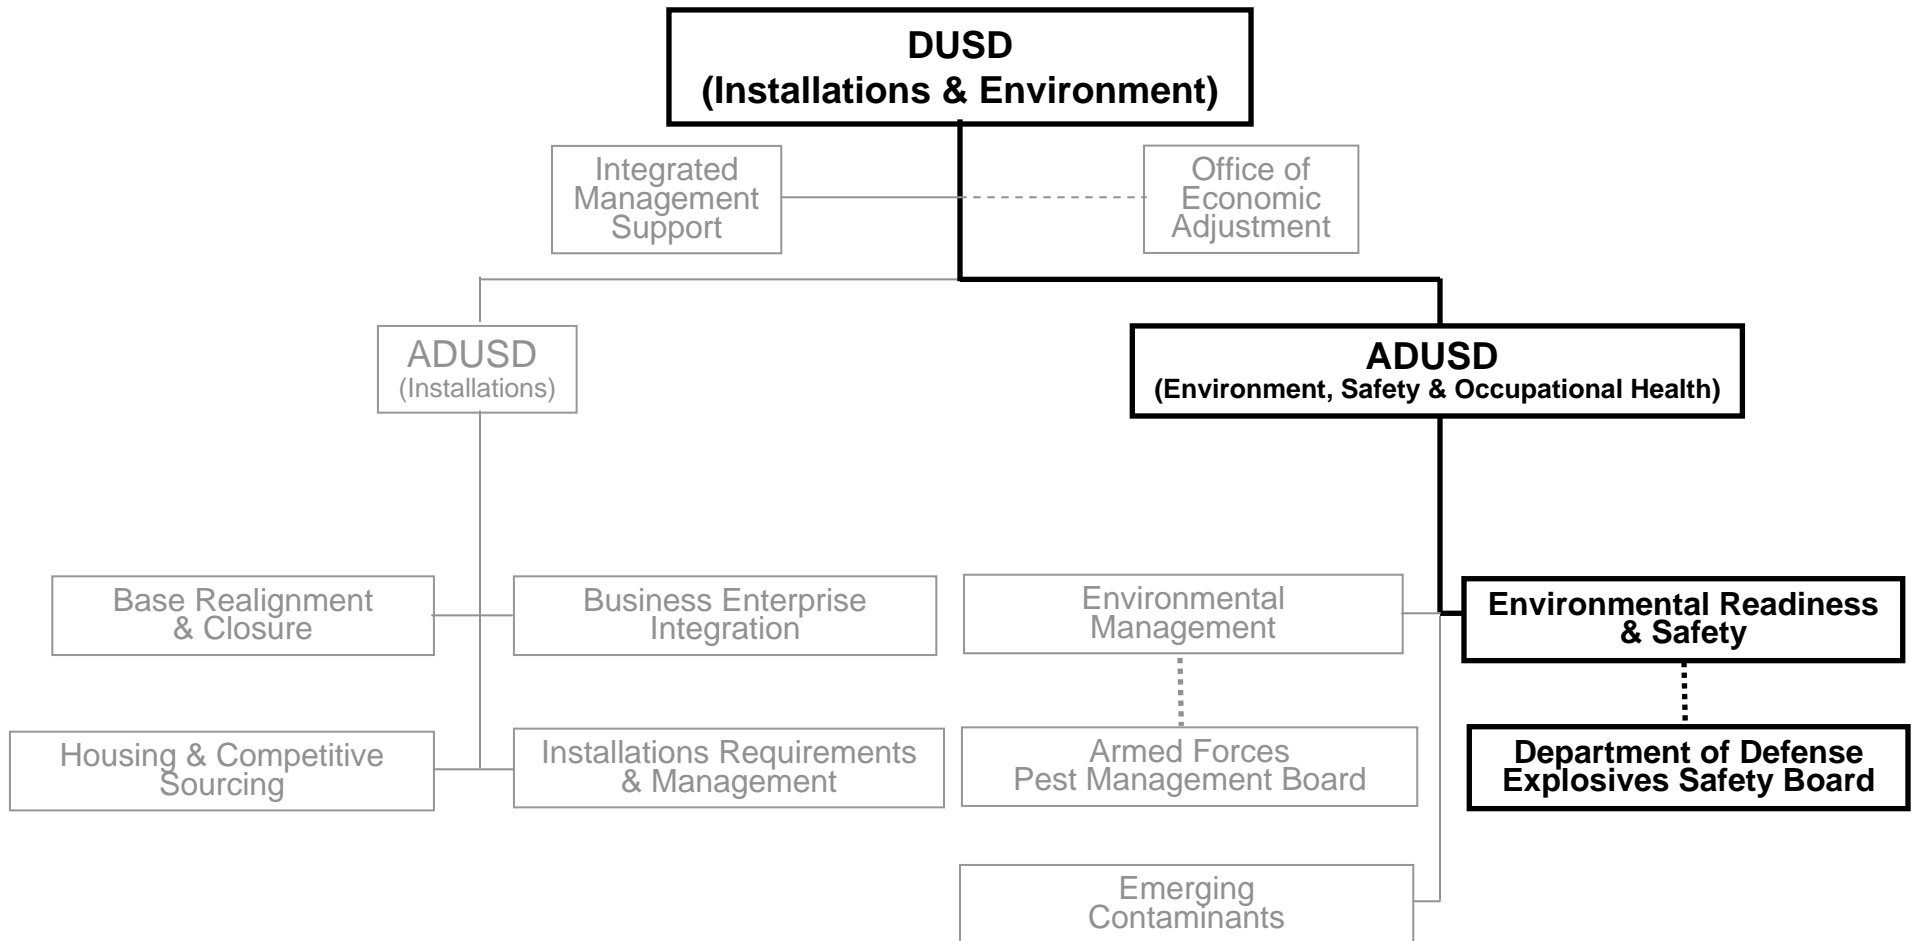 DUSD
(Installations & Environment)
Integrated
Management
Support
Office of
Economic
Adjustment
ADUSD
(Installations)
ADUSD
(Environment, Safety & Occupational Health)
Base Realignment
& Closure
Business Enterprise
Integration
Environmental
Management
Environmental Readiness
& Safety
Housing & Competitive
Sourcing
Installations Requirements
& Management
Armed Forces
Pest Management Board
Department of Defense
Explosives Safety Board
Emerging
Contaminants